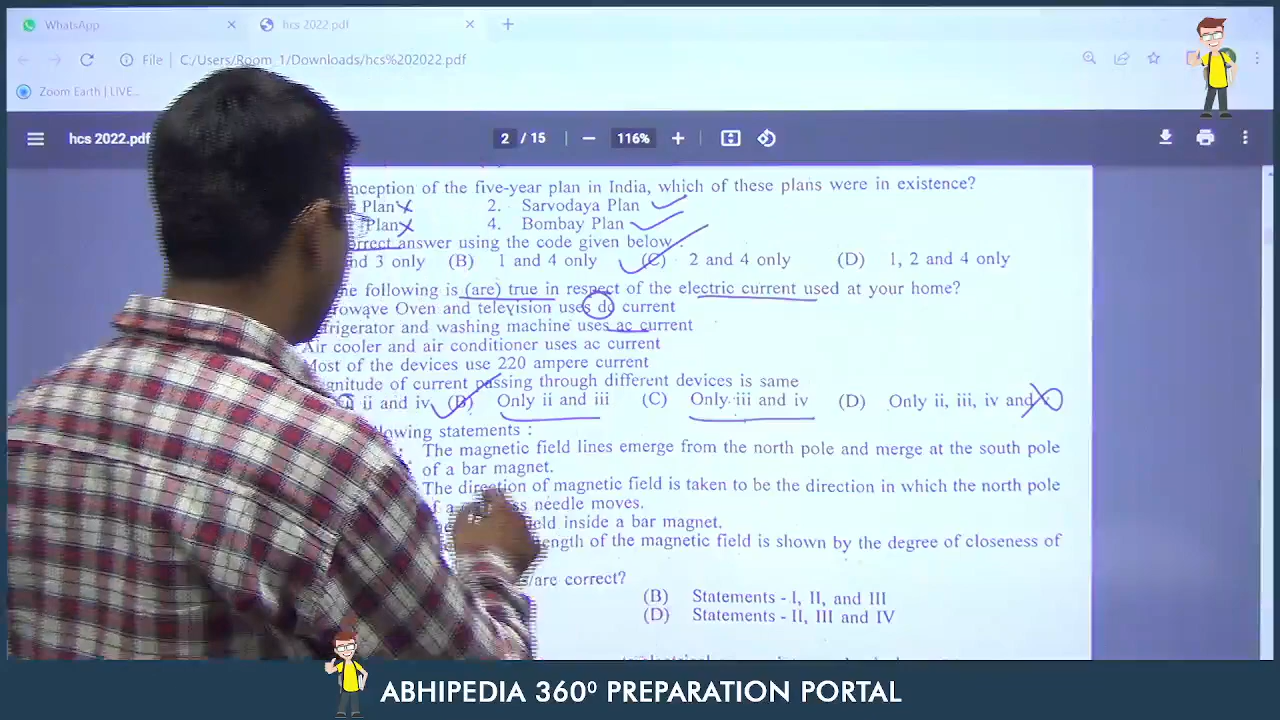 WhatsApp
hcs 2022.pdf
File | C:/Users/Room_1/Downloads/hcs%202022.pdf
Zoom Earth | LIVE...
hcs 2022.pdf
2 / 15
116%
nception of the five-year plan in India, which of these plans were in existence?
Plan 2. Sarvodaya Plan
Plan 4. Bombay Plan
orrect answer using the code given below
nd 3 only (B) 1 and 4 only (C) 2 and 4 only (D) 1, 2 and 4 only
he following is (are) true in respect of the electric current used at your home?
rowave Oven and television uses dc current
frigerator and washing machine uses ac current
Air cooler and air conditioner uses ac current
Most of the devices use 220 ampere current
agnitude of current passing through different devices is same
ii and iv (B) Only ii and iii (C) Only iii and iv (D) Only ii, iii, iv and
lowing statements :
The magnetic field lines emerge from the north pole and merge at the south pole
of a bar magnet.
The direction of magnetic field is taken to be the direction in which the north pole
needle moves.
eld inside a bar magnet.
ength of the magnetic field is shown by the degree of closeness of
/are correct?
(B) Statements - I, II, and III
(D) Statements - II, III and IV
ABHIPEDIA 360⁰ PREPARATION PORTAL